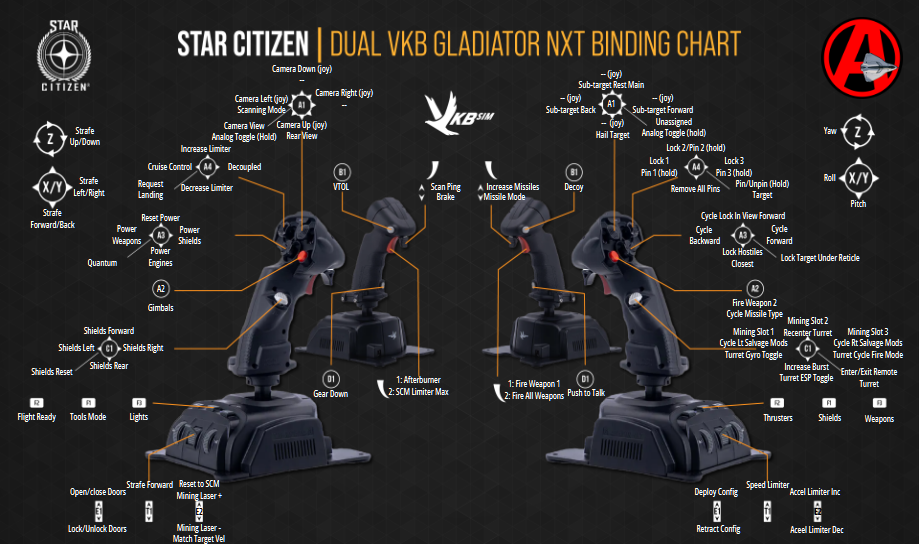 STAR CITIZEN | DUAL VKB GLADIATOR NXT BINDING CHART
STAR
CITIZEN
VKB SIM
A
Camera Down (joy)
--
Camera Left (joy)
Scanning Mode
A1
Camera Right (joy)
--
Camera View
Analog Toggle (Hold)
Camera Up (joy)
Rear View
Z
Strafe
Up/Down
X/Y
Strafe
Left/Right
Strafe
Forward/Back
Increase Limiter
Cruise Control
A4
Decoupled
Request
Landing
Decrease Limiter
Reset Power
Power
Weapons
A3
Power
Shields
Quantum
Power
Engines
A2
Gimbals
Shields Forward
Shields Left
C1
Shields Right
Shields Reset
Shields Rear
F2
Flight Ready
F1
Tools Mode
F3
Lights
Open/close Doors
E1
Lock/Unlock Doors
Strafe Forward
T1
Reset to SCM
Mining Laser +
E2
Mining Laser -
Match Target Vel
B1
VTOL
Scan Ping
Brake
D1
Gear Down
1: Afterburner
2: SCM Limiter Max
Increase Missiles
Missile Mode
B1
Decoy
1: Fire Weapon 1
2: Fire All Weapons
D1
Push to Talk
-- (joy)
Sub-target Rest Main
-- (joy)
Sub-target Back
A1
-- (joy)
Sub-target Forward
Unassigned
Analog Toggle (hold)
-- (joy)
Hail Target
Yaw
Z
Roll
X/Y
Pitch
Lock 2/Pin 2 (hold)
Lock 1
Pin 1 (hold)
A4
Lock 3
Pin 3 (hold)
Remove All Pins
Pin/Unpin (Hold)
Target
Cycle Lock In View Forward
Cycle
Backward
A3
Cycle
Forward
Lock Hostiles
Closest
Lock Target Under Reticle
A2
Fire Weapon 2
Cycle Missile Type
Mining Slot 1
Cycle Lt Salvage Mods
Turret Gyro Toggle
Mining Slot 2
Recenter Turret
C1
Mining Slot 3
Cycle Rt Salvage Mods
Turret Cycle Fire Mode
Increase Burst
Turret ESP Toggle
Enter/Exit Remote
Turret
F2
Thrusters
F1
Shields
F3
Weapons
Deploy Config
E1
Retract Config
Speed Limiter
T1
Accel Limiter Inc
E2
Aceel Limiter Dec